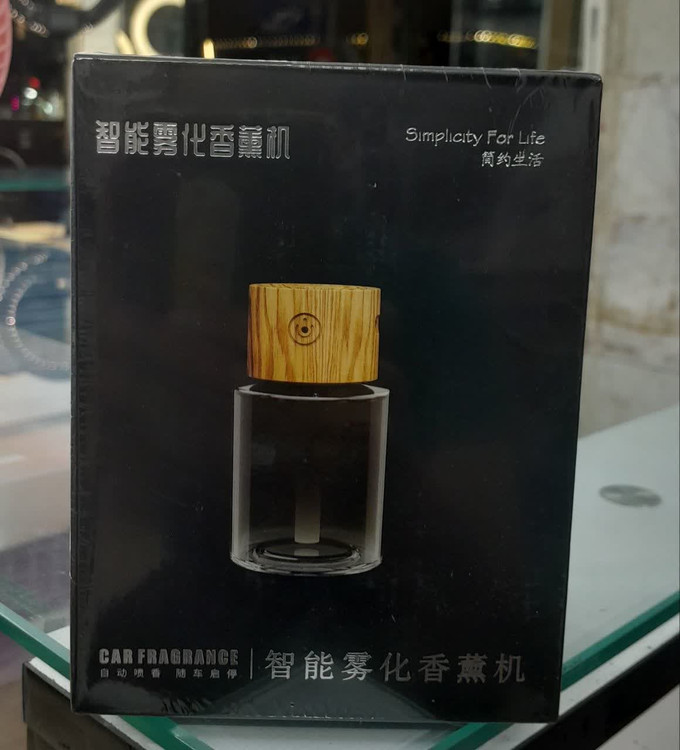 智能雾化香薰机
Simplicity For Life
简约生活
CAR FRAGRANCE
自动喷香 随车启停
智能雾化香薰机